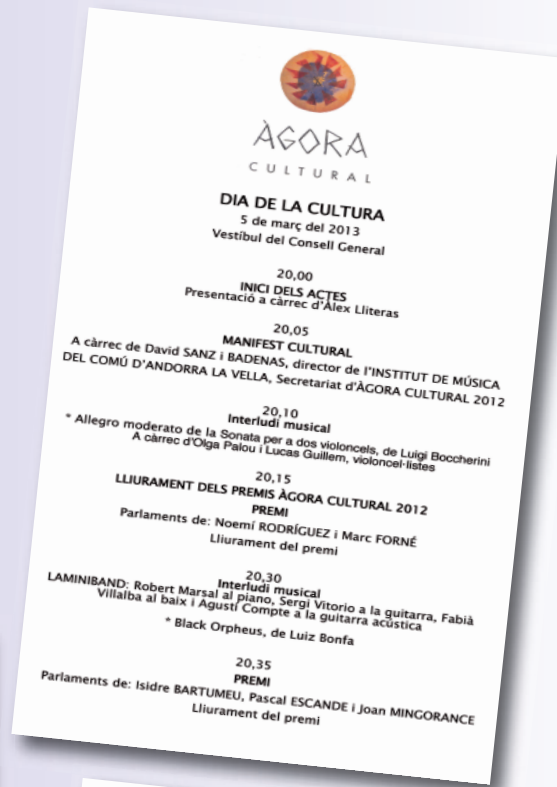 ÀGORA
CULTURAL
DIA DE LA CULTURA
5 de març del 2013
Vestíbul del Consell General
20,00
INICI DELS ACTES
Presentació a càrrec d'Àlex Lliteras
20,05
MANIFEST CULTURAL
A càrrec de David SANZ i BADENAS, director de l'INSTITUT DE MÚSICA
DEL COMÚ D'ANDORRA LA VELLA, Secretariat d'ÀGORA CULTURAL 2012
20,10
Interludi musical
* Allegro moderato de la Sonata per a dos violoncels, de Luigi Boccherini
A càrrec d'Olga Palou i Lucas Guillem, violoncel·listes
20,15
LLIURAMENT DELS PREMIS ÀGORA CULTURAL 2012
PREMI
Parlaments de: Noemí RODRÍGUEZ i Marc FORNÉ
Lliurament del premi
20,30
Interludi musical
LAMINIBAND: Robert Marsal al piano, Sergi Vitorio a la guitarra, Fabià
Villalba al baix i Agustí Compte a la guitarra acústica
* Black Orpheus, de Luiz Bonfa
20,35
PREMI
Parlaments de: Isidre BARTUMEU, Pascal ESCANDE i Joan MINGORANCE
Lliurament del premi